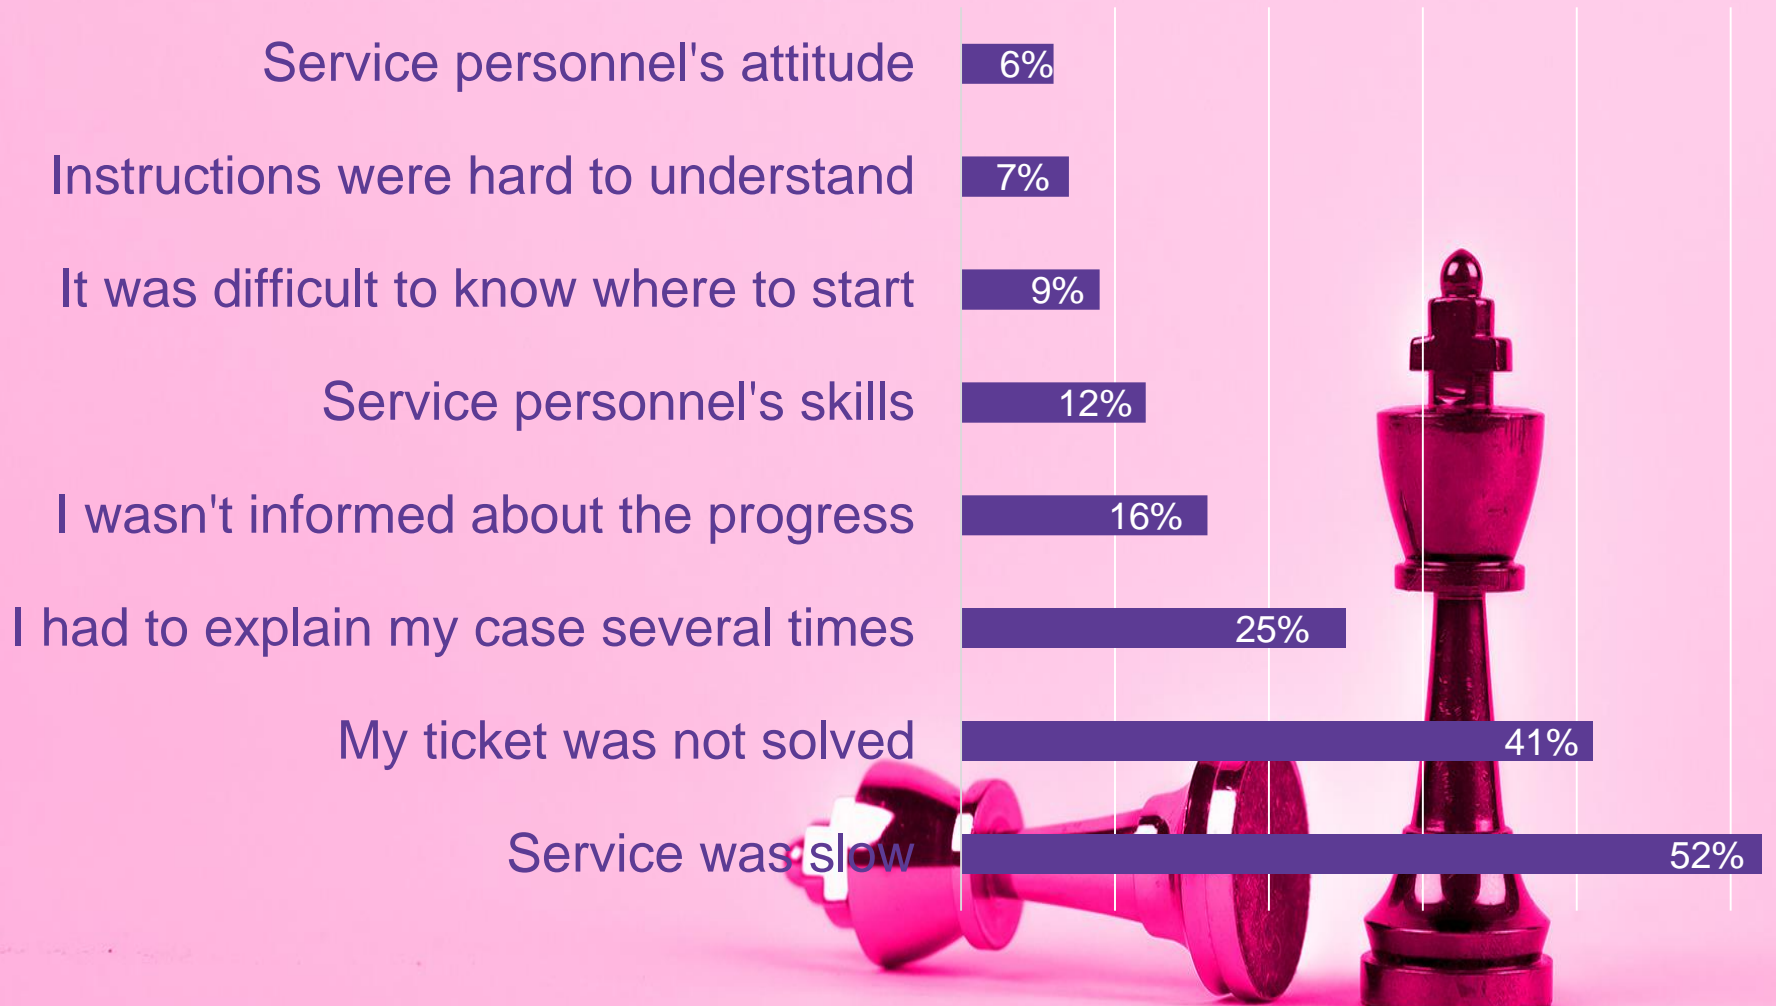 Service personnel's attitude 6%
Instructions were hard to understand 7%
It was difficult to know where to start 9%
Service personnel's skills 12%
I wasn't informed about the progress 16%
I had to explain my case several times 25%
My ticket was not solved 41%
Service was slow 52%